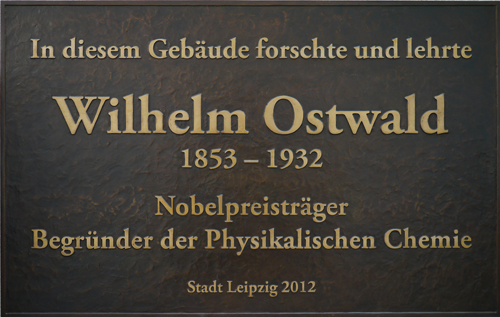 In diesem Gebäude forschte und lehrte
Wilhelm Ostwald
1853 – 1932
Nobelpreisträger
Begründer der Physikalischen Chemie
Stadt Leipzig 2012